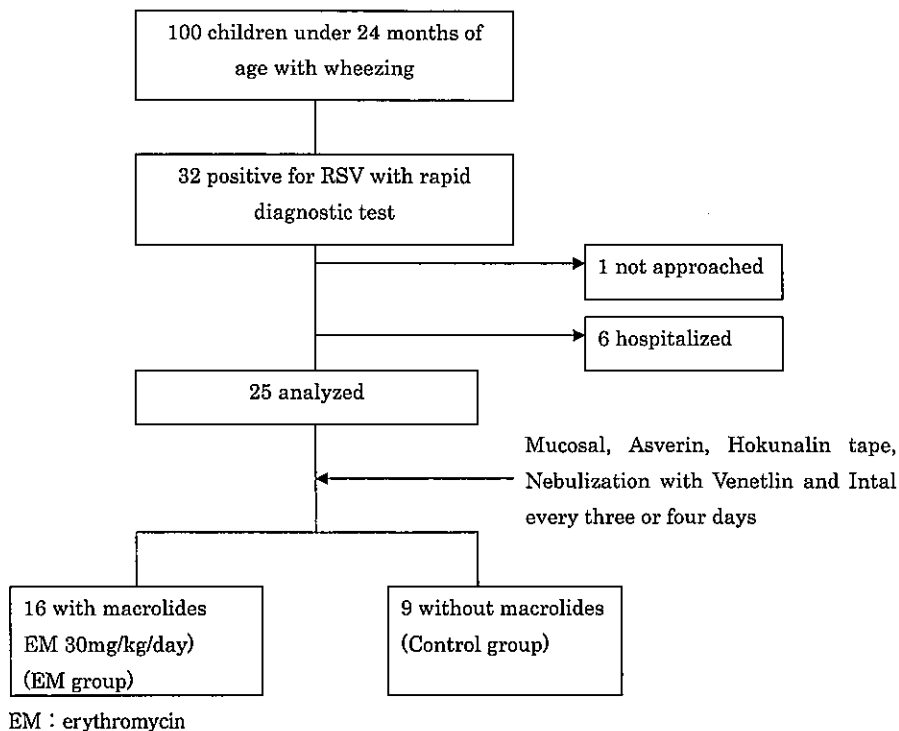 100 children under 24 months of
age with wheezing
32 positive for RSV with rapid
diagnostic test
1 not approached
6 hospitalized
25 analyzed
Mucosal, Asverin, Hokunalin tape,
Nebulization with Venetlin and Intal
every three or four days
16 with macrolides
EM 30mg/kg/day)
(EM group)
9 without macrolides
(Control group)
EM : erythromycin